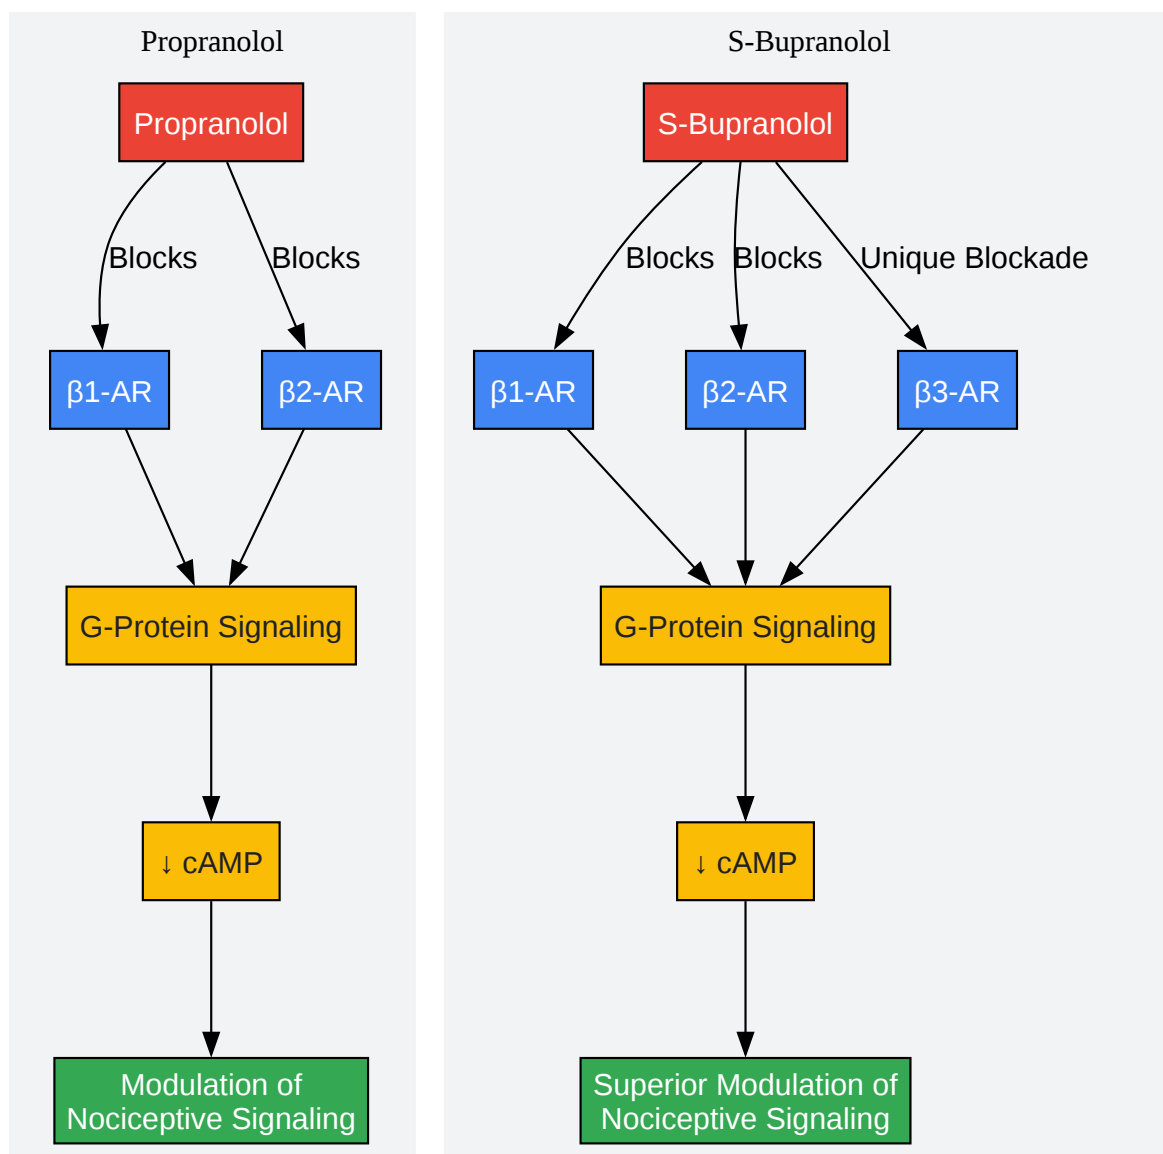 Propranolol
Propranolol
Blocks
Blocks
β1-AR
β2-AR
G-Protein Signaling
↓ cAMP
Modulation of
Nociceptive Signaling
S-Bupranolol
S-Bupranolol
Blocks
Blocks
Unique Blockade
β1-AR
β2-AR
β3-AR
G-Protein Signaling
↓ cAMP
Superior Modulation of
Nociceptive Signaling